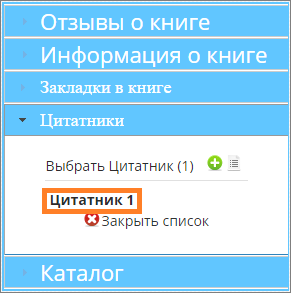 Отзывы о книге
Информация о книге
Закладки в книге
Цитатники
Выбрать Цитатник (1)
Цитатник 1
Закрыть список
Каталог